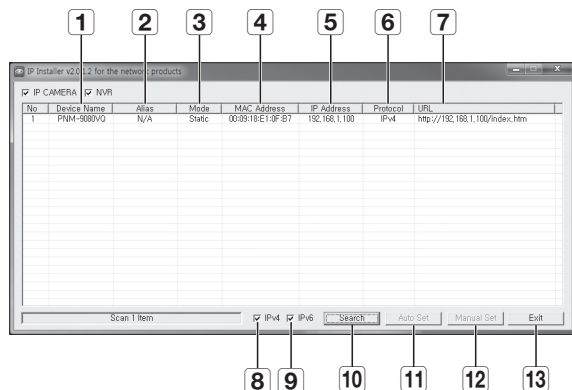 1 2 3 4 5 6 7
IP Installer v2.0.1.2 for the network products
IP CAMERA NVR
No Device Name Alias Mode MAC Address IP Address Protocol URL
1 PNM-9080VQ N/A Static 00:09:18:E1:0F:B7 192,168,1,100 IPv4 http://192,168,1,100/index,htm
Scan 1 Item IPv4 IPv6 Search Auto Set Manual Set Exit
8 9 10 11 12 13